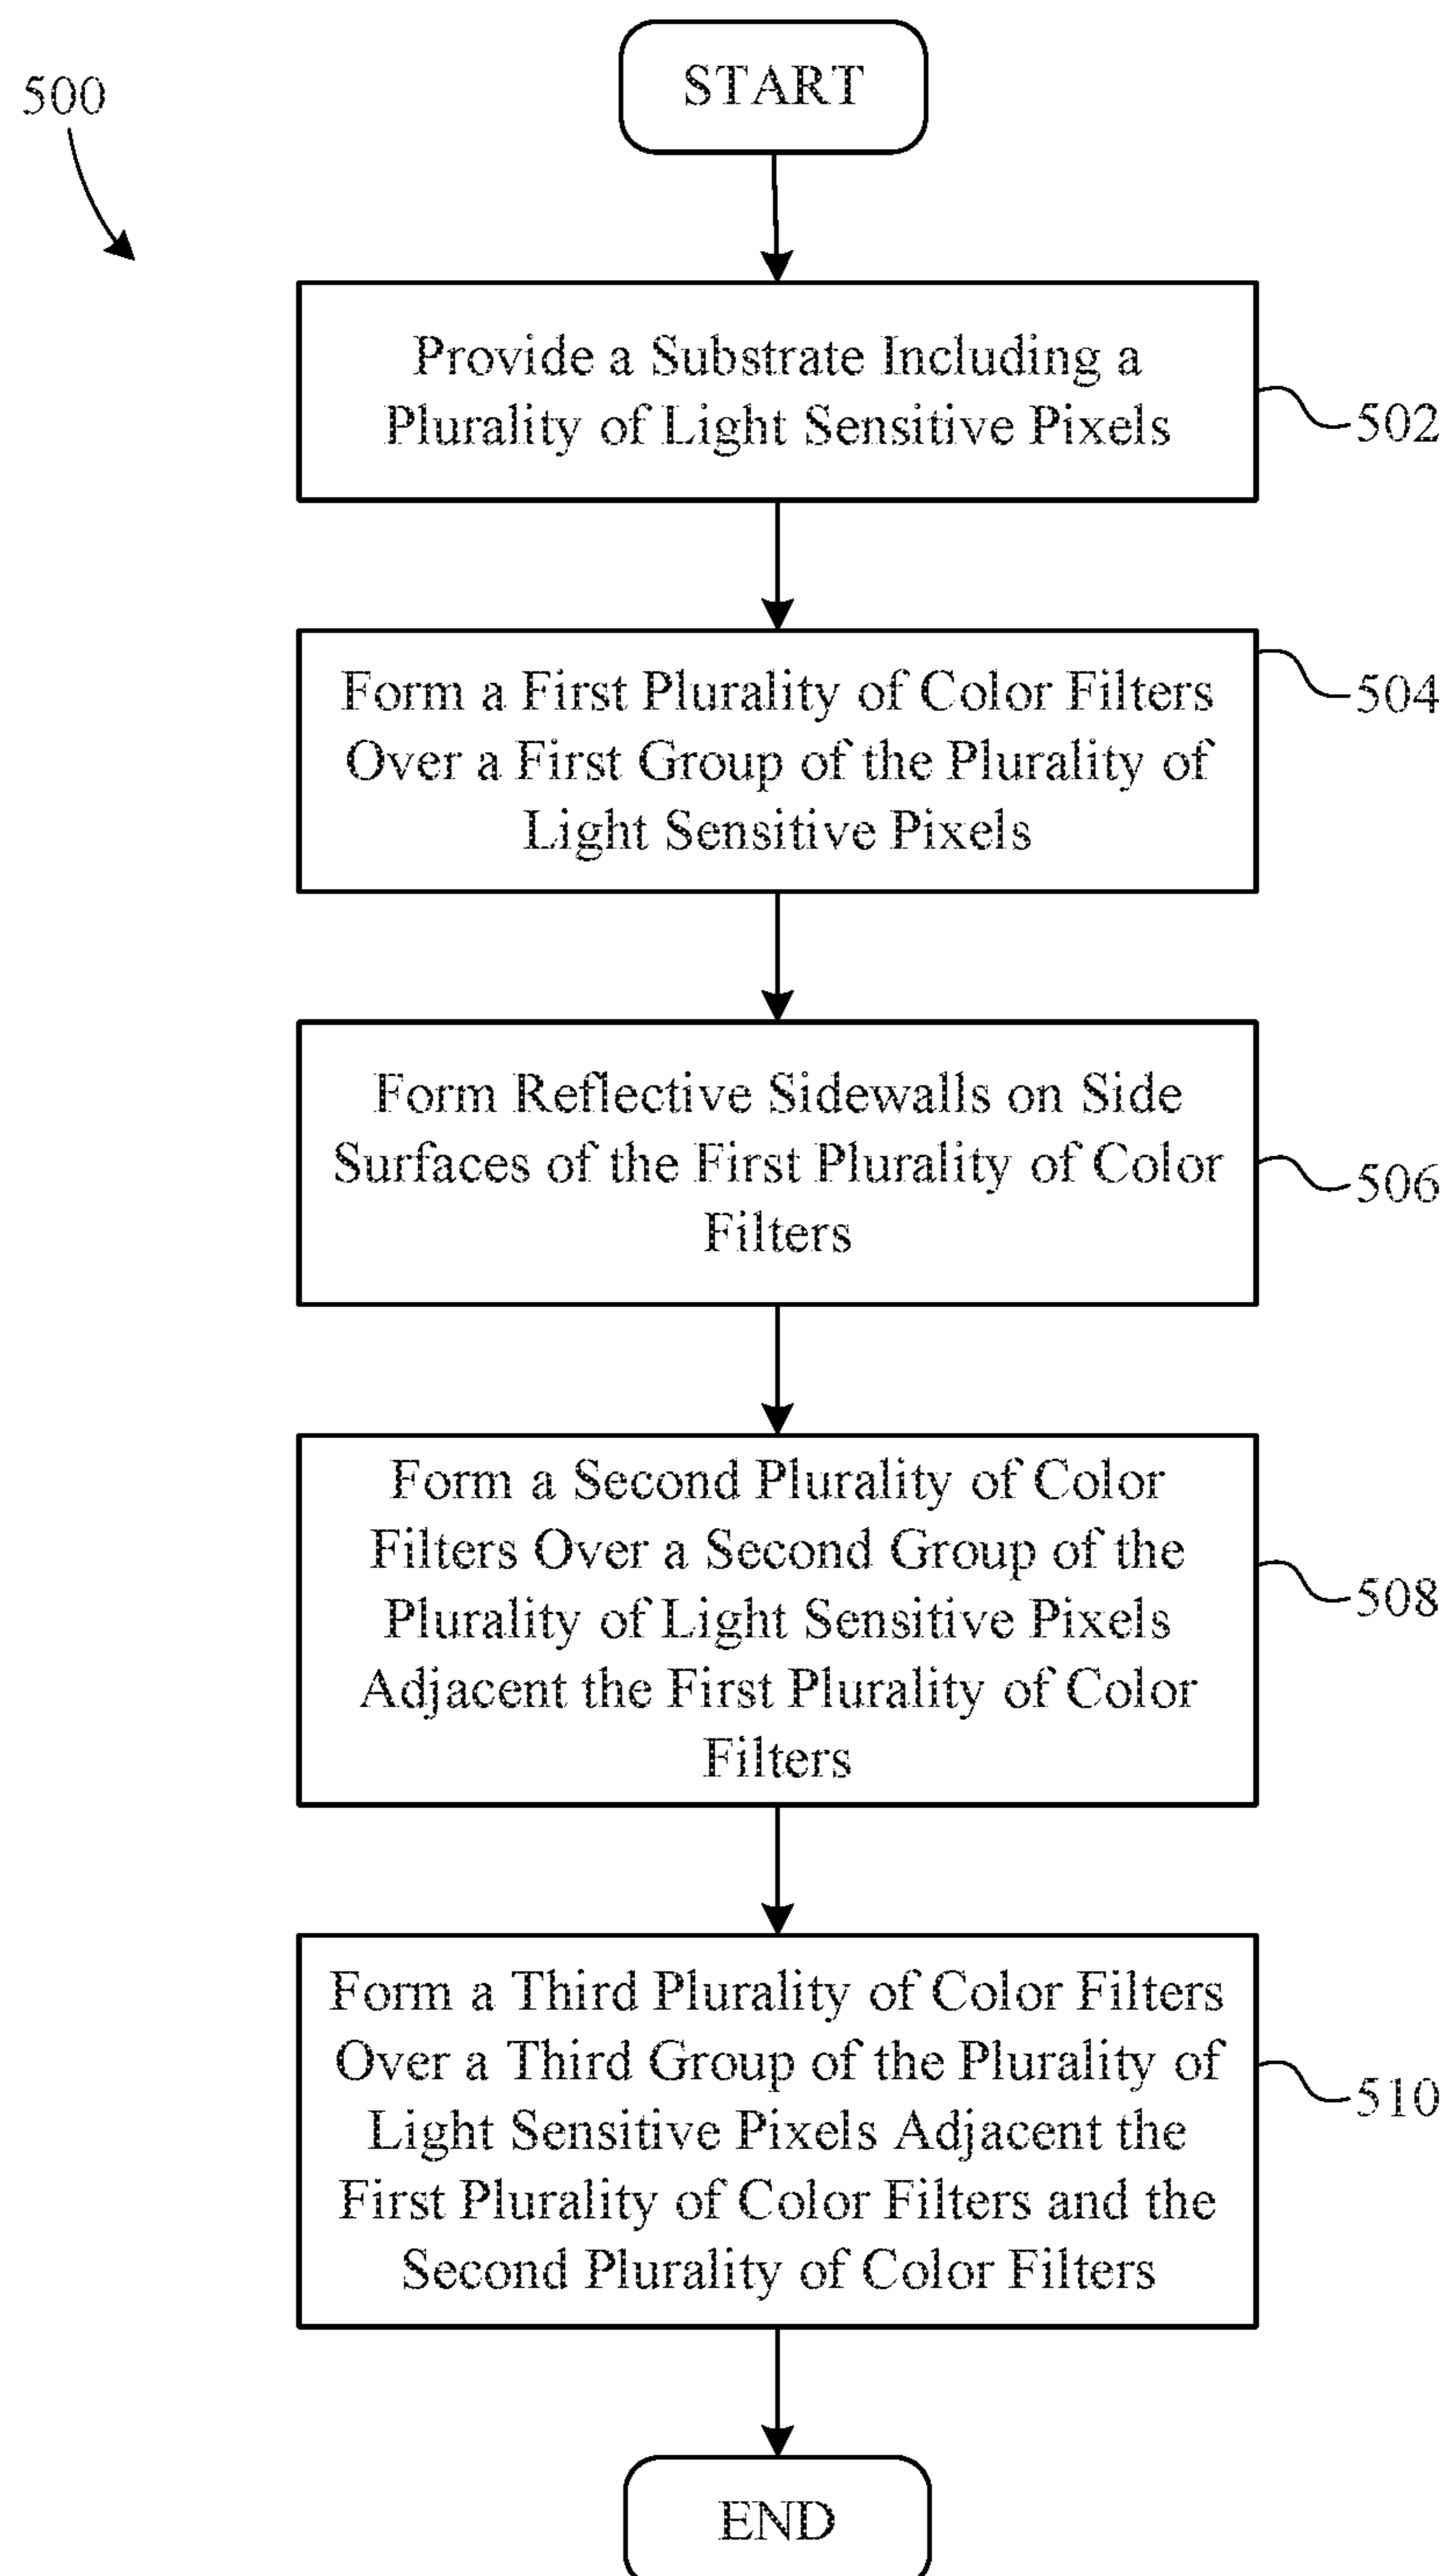 START
500
Provide a Substrate Including a
Plurality of Light Sensitive Pixels
502
Form a First Plurality of Color Filters
Over a First Group of the Plurality of
Light Sensitive Pixels
504
Form Reflective Sidewalls on Side
Surfaces of the First Plurality of Color
Filters
506
Form a Second Plurality of Color
Filters Over a Second Group of the
Plurality of Light Sensitive Pixels
Adjacent the First Plurality of Color
Filters
508
Form a Third Plurality of Color Filters
Over a Third Group of the Plurality of
Light Sensitive Pixels Adjacent the
First Plurality of Color Filters and the
Second Plurality of Color Filters
510
END